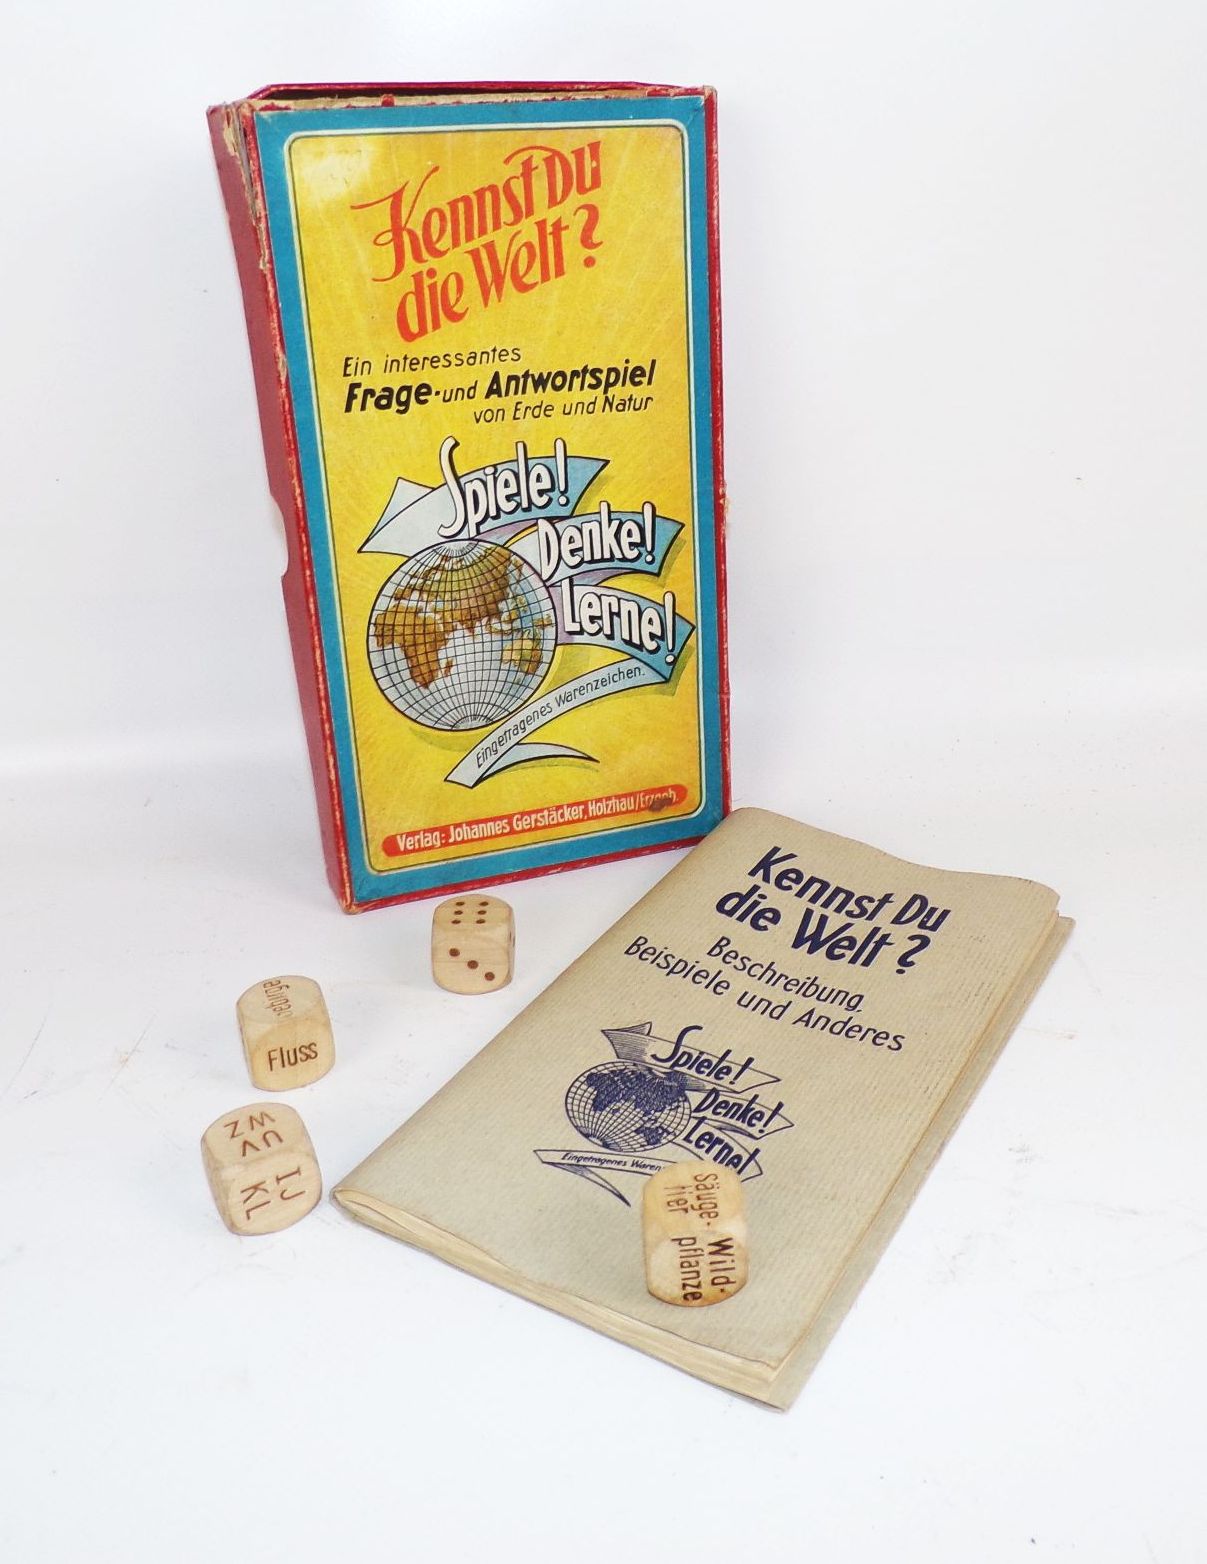 Kennst Du
die Welt?
Ein interessantes
Frage- und Antwortspiel
von Erde und Natur
Spiele!
Denke!
Lerne!
Eingetragenes Warenzeichen.
Verlag: Johannes Gerstäcker, Holzhau/Erzgeb.
Kennst Du
die Welt?
Beschreibung,
Beispiele und Anderes
Spiele!
Denke!
Lerne!
Eingetragenes
Fluss
UV
WZ
IJ
KL
Säuge-
tier
Wild-
pflanze